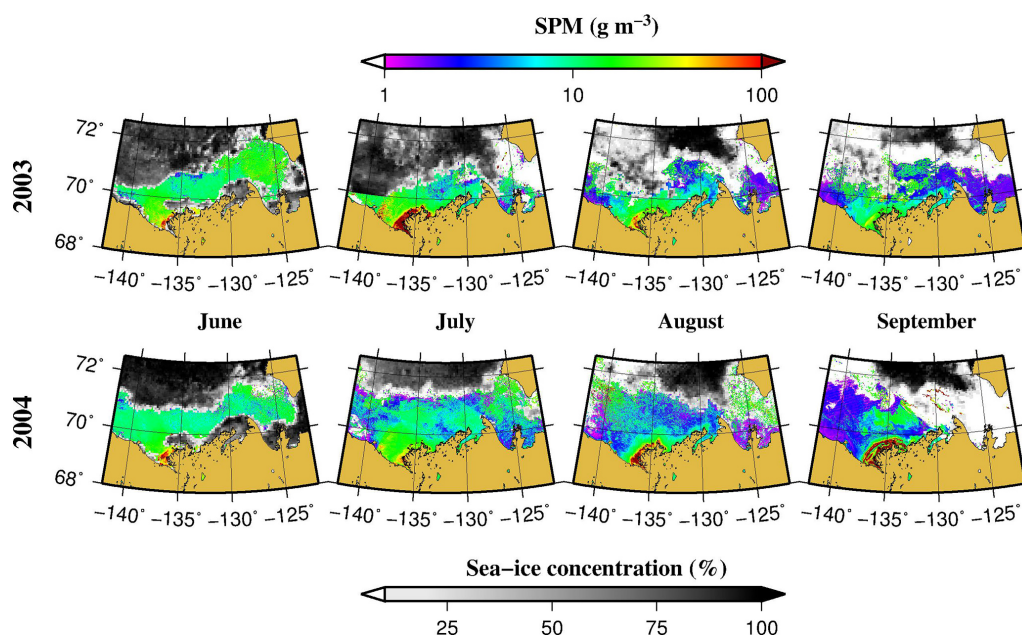 SPM (g m⁻³)
1 10 100
2003
72°
70°
68°
−140° −135° −130° −125° −140° −135° −130° −125° −140° −135° −130° −125° −140° −135° −130° −125°
June July August September
2004
72°
70°
68°
−140° −135° −130° −125° −140° −135° −130° −125° −140° −135° −130° −125° −140° −135° −130° −125°
Sea−ice concentration (%)
25 50 75 100